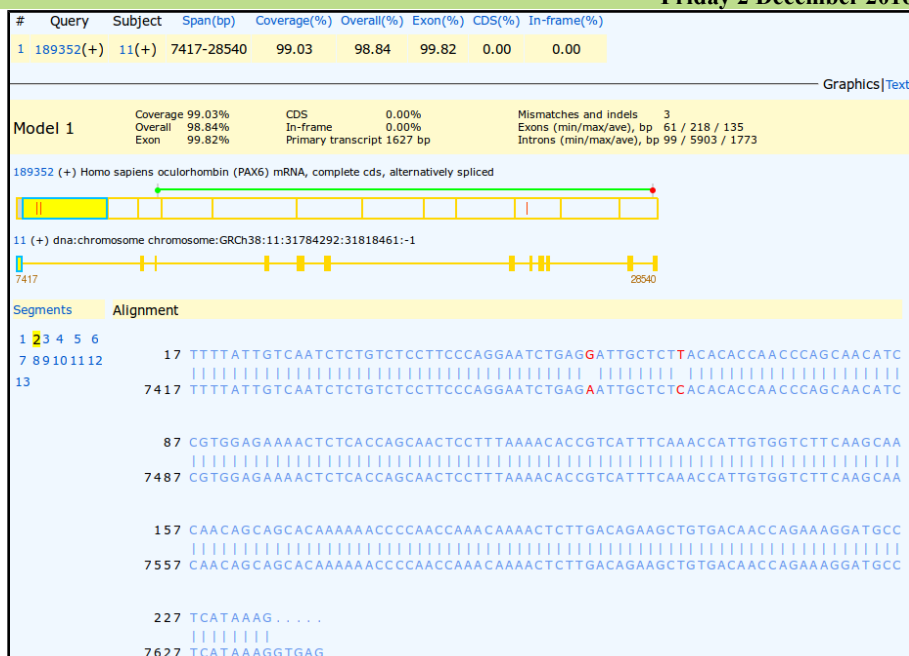 Friday 2 December 2016
# Query Subject Span(bp) Coverage(%) Overall(%) Exon(%) CDS(%) In-frame(%)
1 189352(+) 11(+) 7417-28540 99.03 98.84 99.82 0.00 0.00
Graphics|Text
Model 1
Coverage 99.03% CDS 0.00% Mismatches and indels 3
Overall 98.84% In-frame 0.00% Exons (min/max/ave), bp 61 / 218 / 135
Exon 99.82% Primary transcript 1627 bp Introns (min/max/ave), bp 99 / 5903 / 1773
189352 (+) Homo sapiens oculorhombin (PAX6) mRNA, complete cds, alternatively spliced
11 (+) dna:chromosome chromosome:GRCh38:11:31784292:31818461:-1
7417 28540
Segments Alignment
1 2 3 4 5 6
7 8 9 10 11 12
13
17 TTTTATTGTCAATCTCTGTCTCCTTCCCAGGAATCTGAGGATTGCTCTTACACACCAACCCAGCAACATC
7417 TTTTATTGTCAATCTCTGTCTCCTTCCCAGGAATCTGAGAATTGCTCTCACACACCAACCCAGCAACATC
87 CGTGGAGAAAACTCTCACCAGCAACTCCTTTAAAACACCGTCATTTCAAACCATTGTGGTCTTCAAGCAA
7487 CGTGGAGAAAACTCTCACCAGCAACTCCTTTAAAACACCGTCATTTCAAACCATTGTGGTCTTCAAGCAA
157 CAACAGCAGCACAAAAAACCCCAACCAAACAAAACTCTTGACAGAAGCTGTGACAACCAGAAAGGATGCC
7557 CAACAGCAGCACAAAAAACCCCAACCAAACAAAACTCTTGACAGAAGCTGTGACAACCAGAAAGGATGCC
227 TCATAAAG.....
7627 TCATAAAGGTGAG